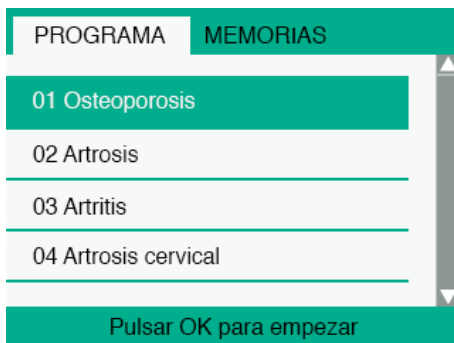 PROGRAMA MEMORIAS
01 Osteoporosis
02 Artrosis
03 Artritis
04 Artrosis cervical
Pulsar OK para empezar